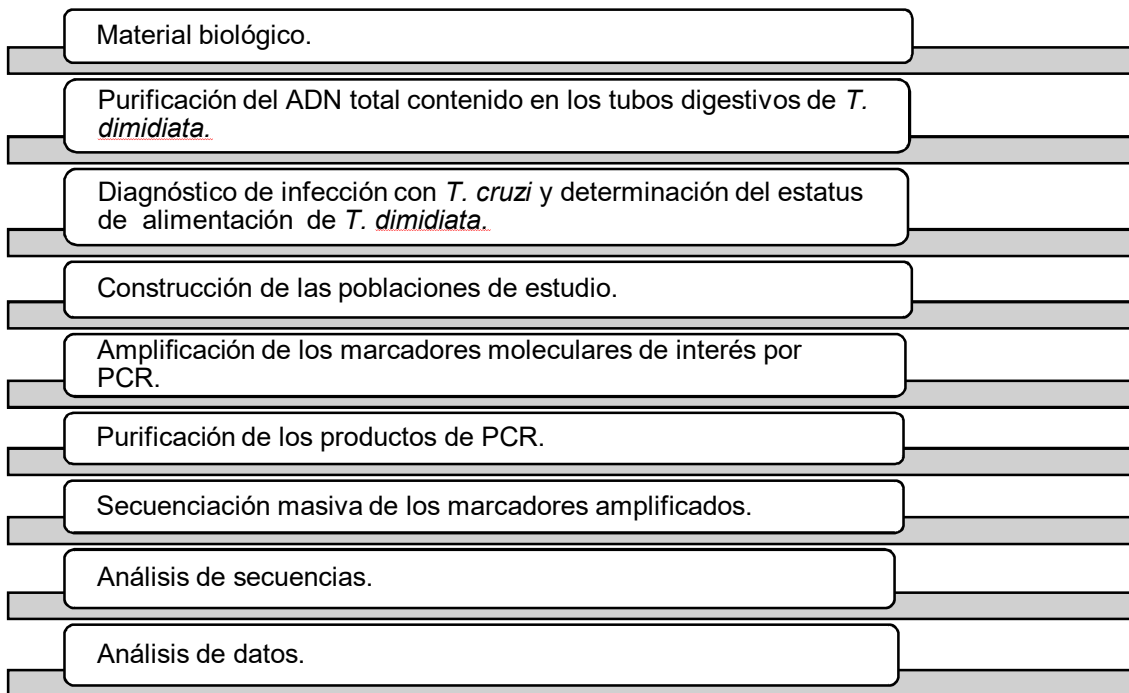 Material biológico.
Purificación del ADN total contenido en los tubos digestivos de T.
dimidiata.
Diagnóstico de infección con T. cruzi y determinación del estatus
de alimentación de T. dimidiata.
Construcción de las poblaciones de estudio.
Amplificación de los marcadores moleculares de interés por
PCR.
Purificación de los productos de PCR.
Secuenciación masiva de los marcadores amplificados.
Análisis de secuencias.
Análisis de datos.